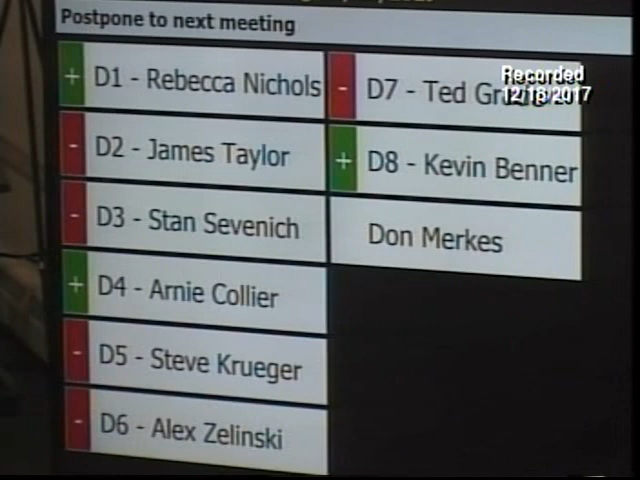 Postpone to next meeting
+ D1 - Rebecca Nichols
- D2 - James Taylor
- D3 - Stan Sevenich
+ D4 - Arnie Collier
- D5 - Steve Krueger
- D6 - Alex Zelinski
- D7 - Ted
+ D8 - Kevin Benner
Don Merkes
Recorded
12/18/2017